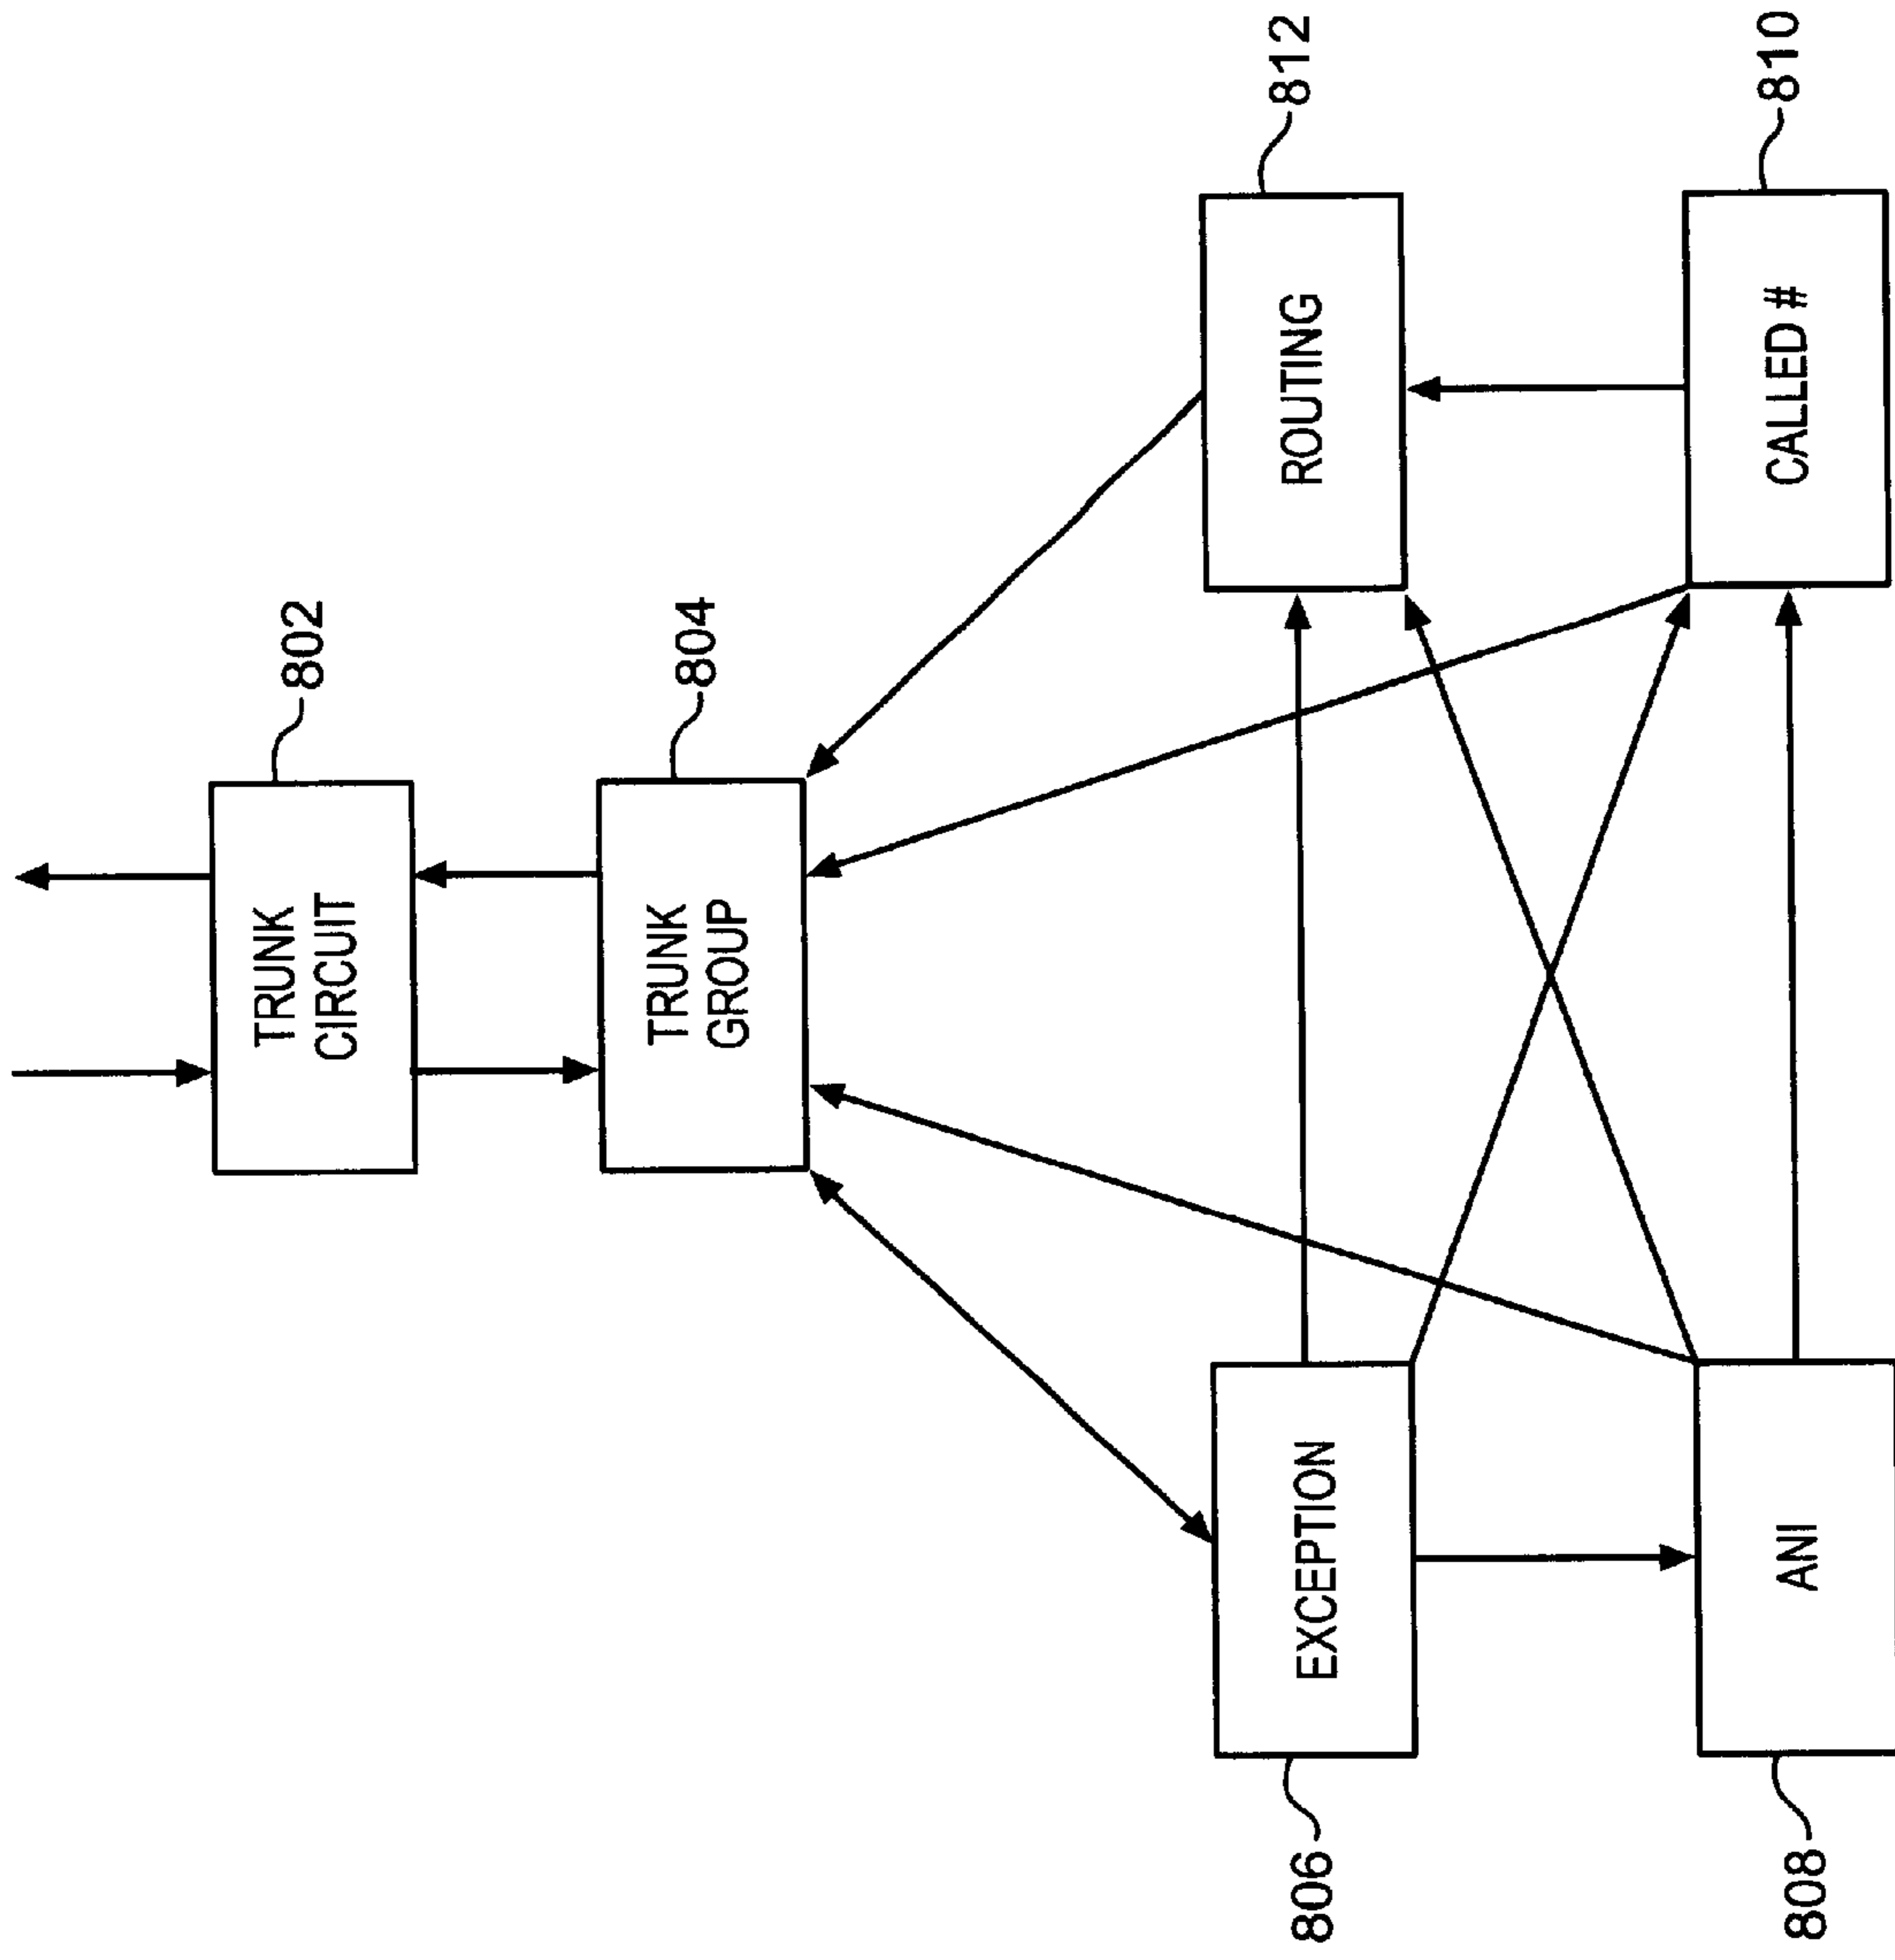 802
TRUNK
CIRCUIT
804
TRUNK
GROUP
806
EXCEPTION
812
ROUTING
808
ANI
810
CALLED #